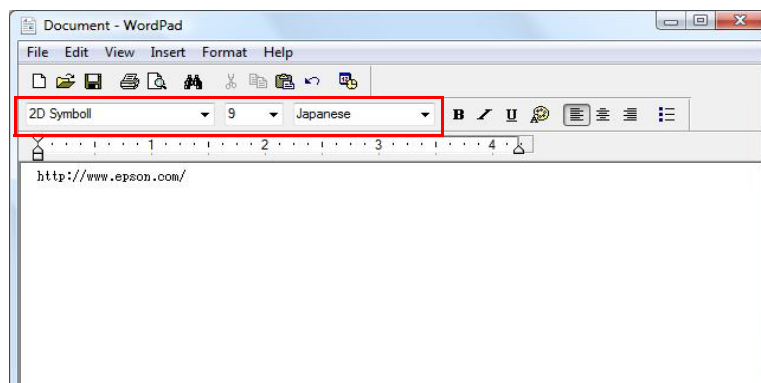 Document - WordPad
File Edit View Insert Format Help
2D Symboll 9 Japanese B / U
1 2 3 4
http://www.epson.com/